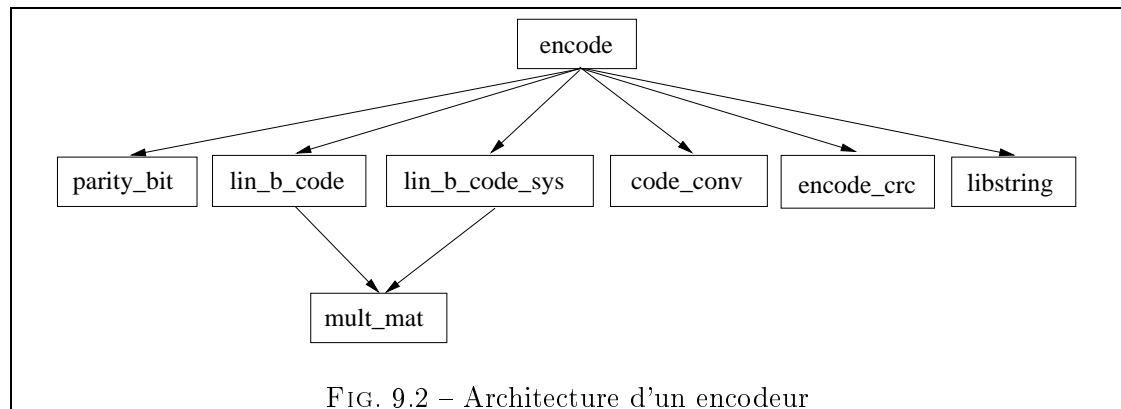 encode
parity_bit lin_b_code lin_b_code_sys code_conv encode_crc libstring
mult_mat
FIG. 9.2 – Architecture d'un encodeur